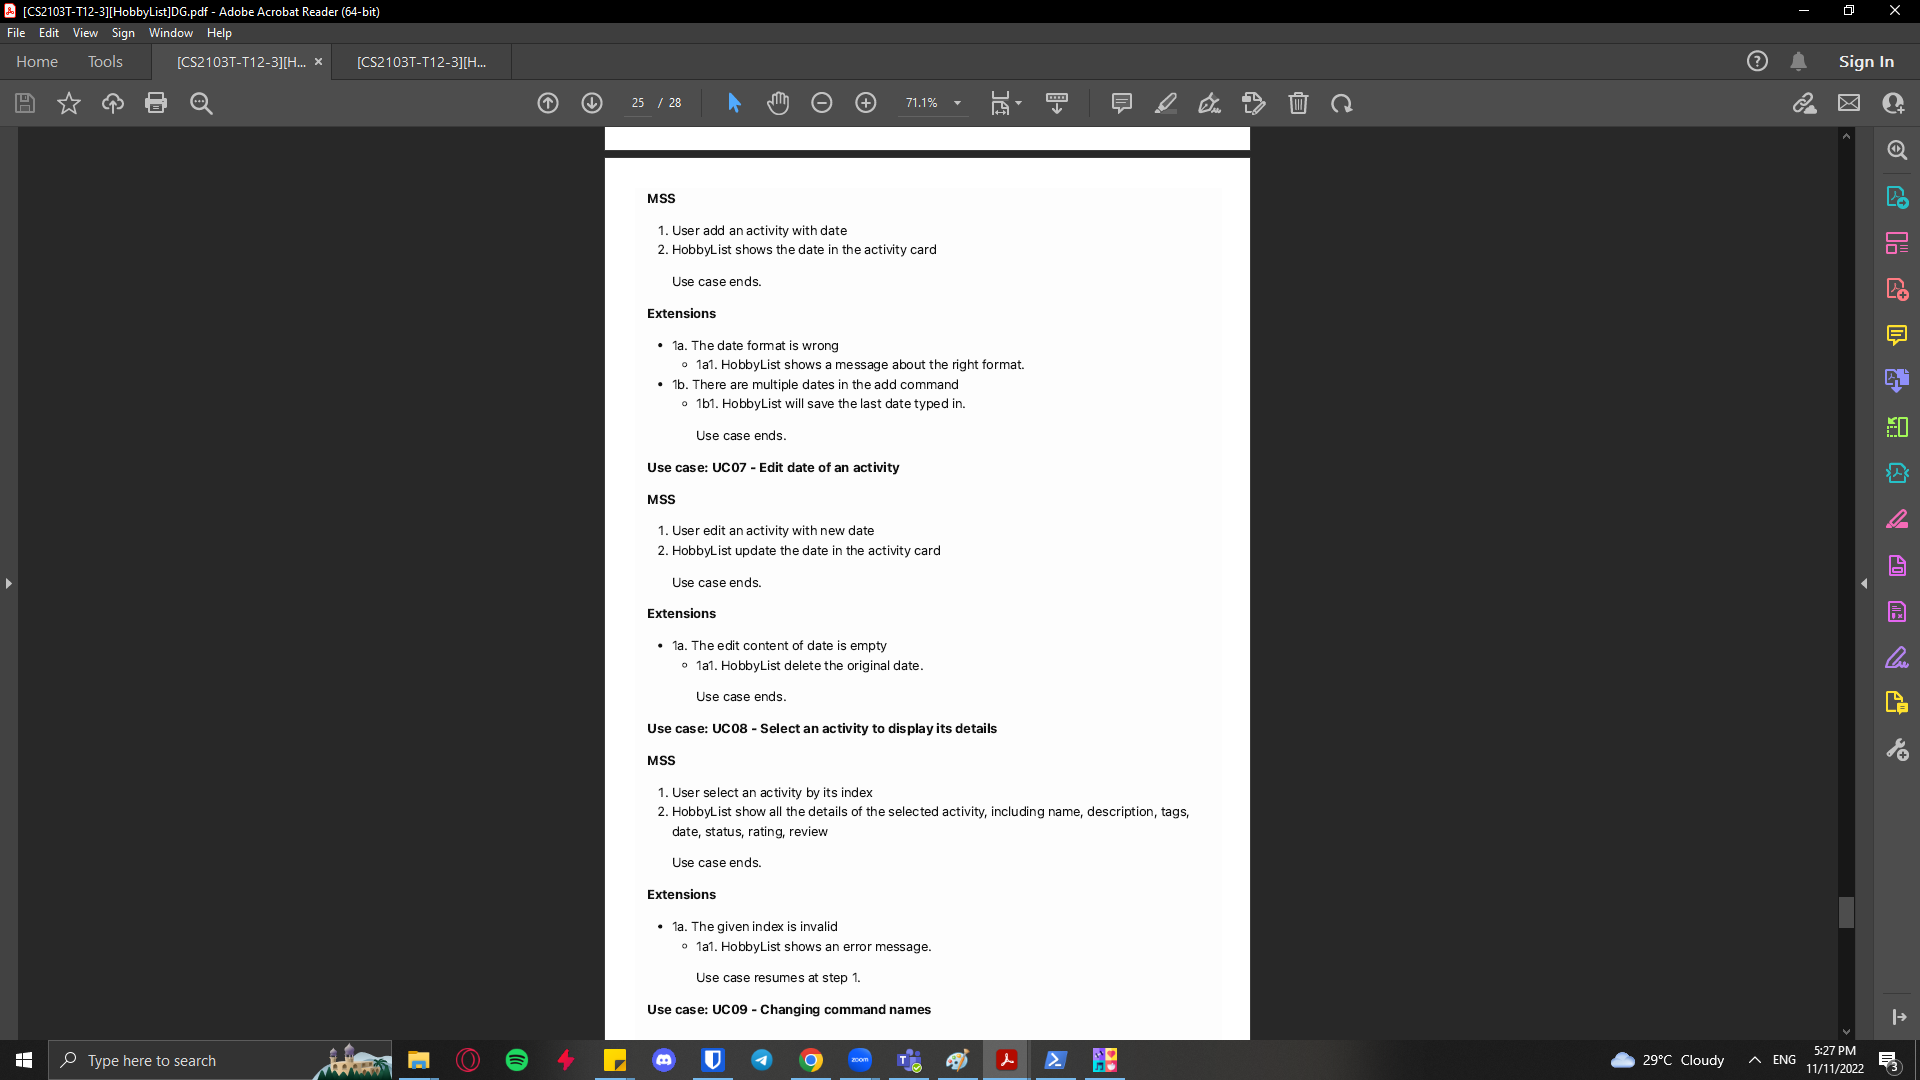 [CS2103T-T12-3][HobbyList]DG.pdf - Adobe Acrobat Reader (64-bit)
File Edit View Sign Window Help
Home Tools [CS2103T-T12-3][H... × [CS2103T-T12-3][H... Sign In
25 / 28 71.1%
MSS
1. User add an activity with date
2. HobbyList shows the date in the activity card
Use case ends.
Extensions
• 1a. The date format is wrong
◦ 1a1. HobbyList shows a message about the right format.
• 1b. There are multiple dates in the add command
◦ 1b1. HobbyList will save the last date typed in.
Use case ends.
Use case: UC07 - Edit date of an activity
MSS
1. User edit an activity with new date
2. HobbyList update the date in the activity card
Use case ends.
Extensions
• 1a. The edit content of date is empty
◦ 1a1. HobbyList delete the original date.
Use case ends.
Use case: UC08 - Select an activity to display its details
MSS
1. User select an activity by its index
2. HobbyList show all the details of the selected activity, including name, description, tags,
date, status, rating, review
Use case ends.
Extensions
• 1a. The given index is invalid
◦ 1a1. HobbyList shows an error message.
Use case resumes at step 1.
Use case: UC09 - Changing command names
Type here to search
zoom
29°C Cloudy
ENG
5:27 PM
11/11/2022
3